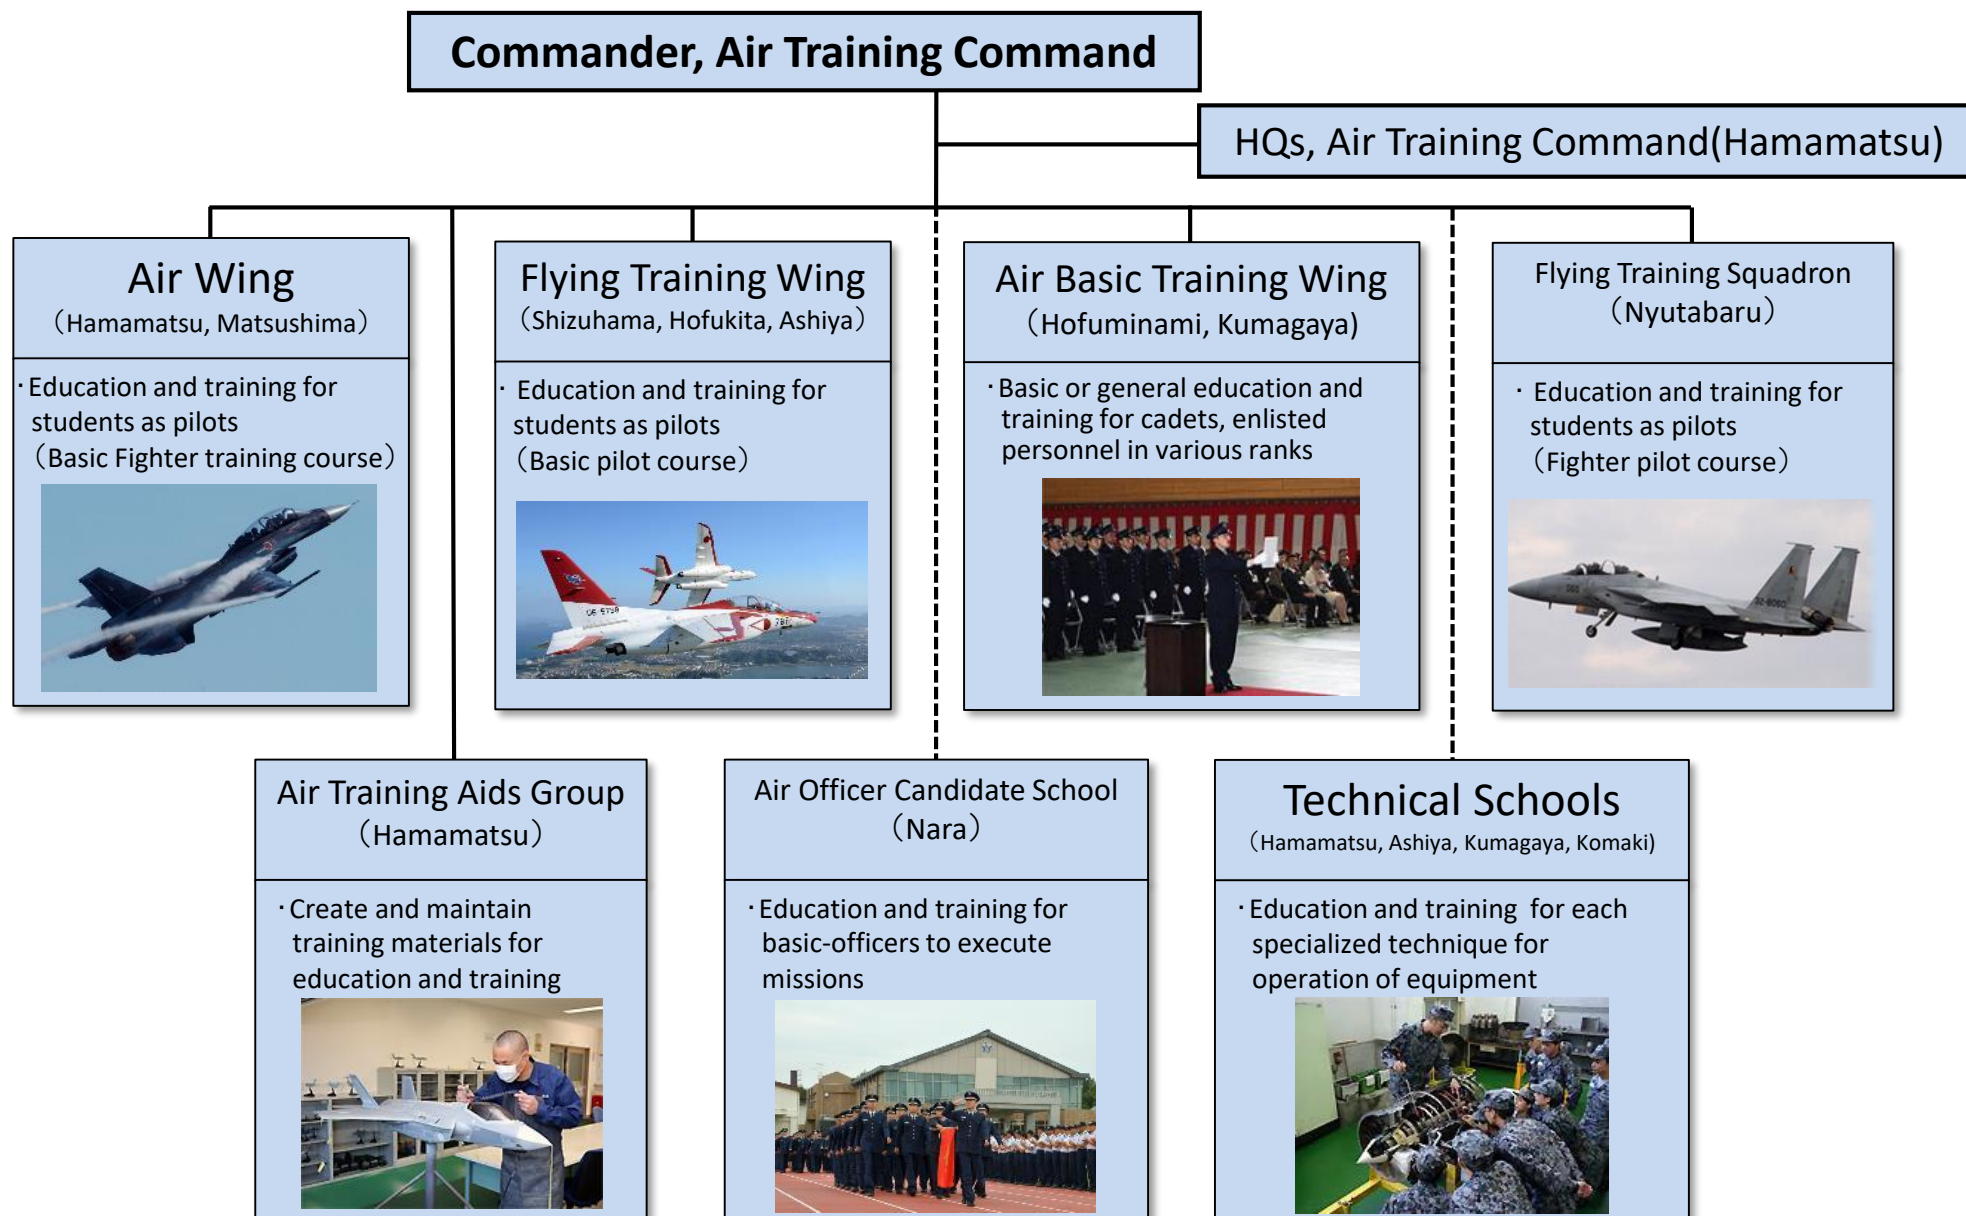 Commander, Air Training Command
HQs, Air Training Command(Hamamatsu)
Air Wing
（Hamamatsu, Matsushima）
・Education and training for
students as pilots
（Basic Fighter training course）
Flying Training Wing
（Shizuhama, Hofukita, Ashiya）
・ Education and training for
students as pilots
（Basic pilot course）
Air Basic Training Wing
（Hofuminami, Kumagaya)
・Basic or general education and
training for cadets, enlisted
personnel in various ranks
Flying Training Squadron
（Nyutabaru）
・ Education and training for
students as pilots
（Fighter pilot course）
32-8060
Air Training Aids Group
（Hamamatsu）
・Create and maintain
training materials for
education and training
Air Officer Candidate School
（Nara）
・Education and training for
basic-officers to execute
missions
Technical Schools
（Hamamatsu, Ashiya, Kumagaya, Komaki)
・Education and training  for each
specialized technique for
operation of equipment